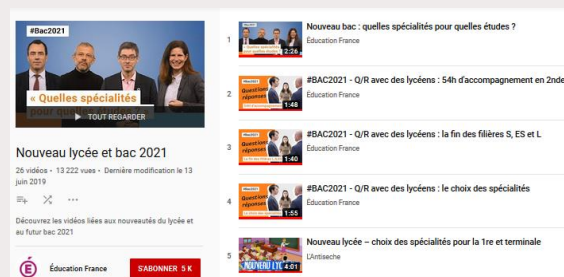 #Bac2021
« Quelles spécialités
pour quelles études ? »
TOUT REGARDER
Nouveau lycée et bac 2021
26 vidéos • 13 222 vues • Dernière modification le 13
juin 2019
Découvrez les vidéos liées aux nouveautés du lycée et
au futur bac 2021
É
Éducation France
S'ABONNER 5 K
1
2:26
Nouveau bac : quelles spécialités pour quelles études ?
Éducation France
2
Questions
réponses
1:48
#BAC2021 - Q/R avec des lycéens : 54h d'accompagnement en 2nde
Éducation France
3
Questions
réponses
1:40
#BAC2021 - Q/R avec des lycéens : la fin des filières S, ES et L
Éducation France
4
Questions
réponses
1:55
#BAC2021 - Q/R avec des lycéens : le choix des spécialités
Éducation France
5
NOUVEAU LYC
4:01
Nouveau lycée – choix des spécialités pour la 1re et terminale
L'Antisèche